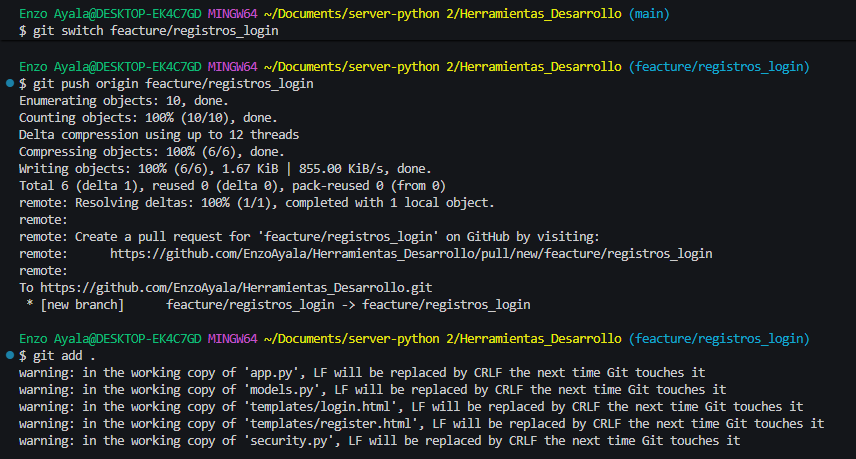 Enzo Ayala@DESKTOP-EK4C7GD MINGW64 ~/Documents/server-python 2/Herramientas_Desarrollo (main)
$ git switch feacture/registros_login
Enzo Ayala@DESKTOP-EK4C7GD MINGW64 ~/Documents/server-python 2/Herramientas_Desarrollo (feacture/registros_login)
$ git push origin feacture/registros_login
Enumerating objects: 10, done.
Counting objects: 100% (10/10), done.
Delta compression using up to 12 threads
Compressing objects: 100% (6/6), done.
Writing objects: 100% (6/6), 1.67 KiB | 855.00 KiB/s, done.
Total 6 (delta 1), reused 0 (delta 0), pack-reused 0 (from 0)
remote: Resolving deltas: 100% (1/1), completed with 1 local object.
remote:
remote: Create a pull request for 'feacture/registros_login' on GitHub by visiting:
remote:      https://github.com/EnzoAyala/Herramientas_Desarrollo/pull/new/feacture/registros_login
remote:
To https://github.com/EnzoAyala/Herramientas_Desarrollo.git
 * [new branch]      feacture/registros_login -> feacture/registros_login
Enzo Ayala@DESKTOP-EK4C7GD MINGW64 ~/Documents/server-python 2/Herramientas_Desarrollo (feacture/registros_login)
$ git add .
warning: in the working copy of 'app.py', LF will be replaced by CRLF the next time Git touches it
warning: in the working copy of 'models.py', LF will be replaced by CRLF the next time Git touches it
warning: in the working copy of 'templates/login.html', LF will be replaced by CRLF the next time Git touches it
warning: in the working copy of 'templates/register.html', LF will be replaced by CRLF the next time Git touches it
warning: in the working copy of 'security.py', LF will be replaced by CRLF the next time Git touches it